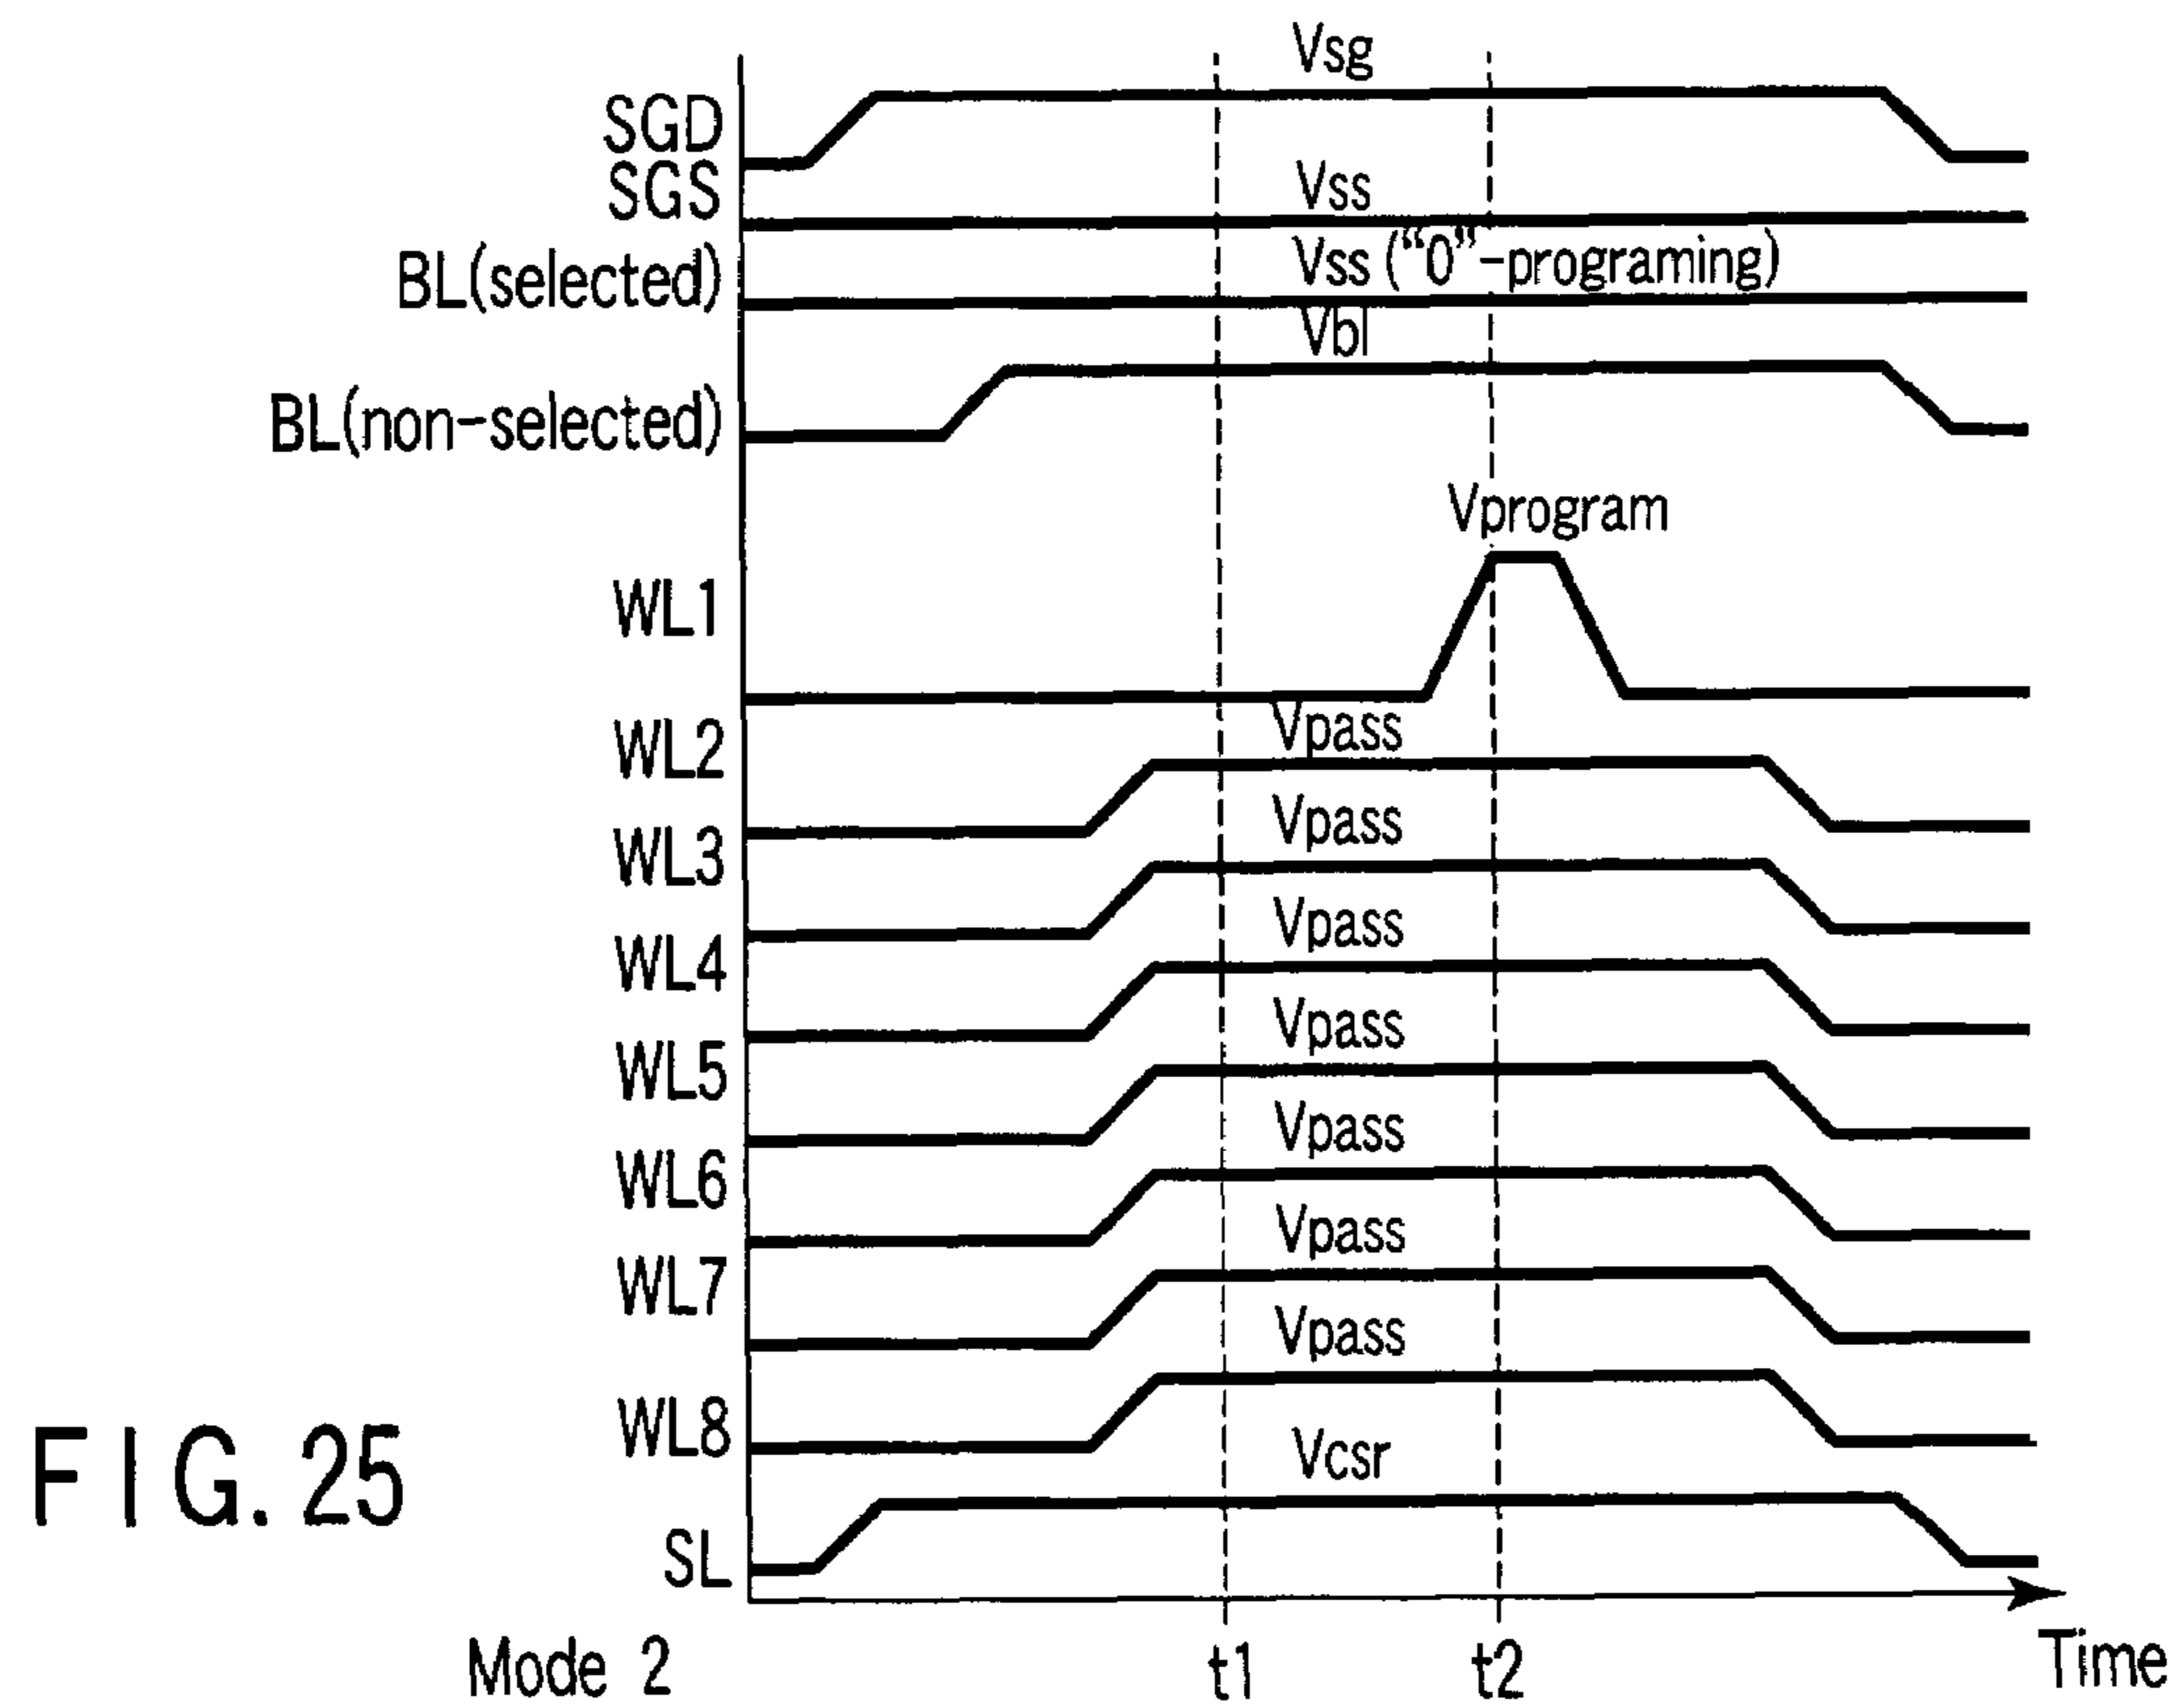 Vsg
SGD
SGS
Vss
BL(selected)
Vss ("0"-programing)
Vbl
BL(non-selected)
Vprogram
WL1
WL2
Vpass
WL3
Vpass
WL4
Vpass
WL5
Vpass
WL6
Vpass
WL7
Vpass
Vpass
WL8
Vcsr
SL
FIG. 25
Mode 2
t1
t2
Time